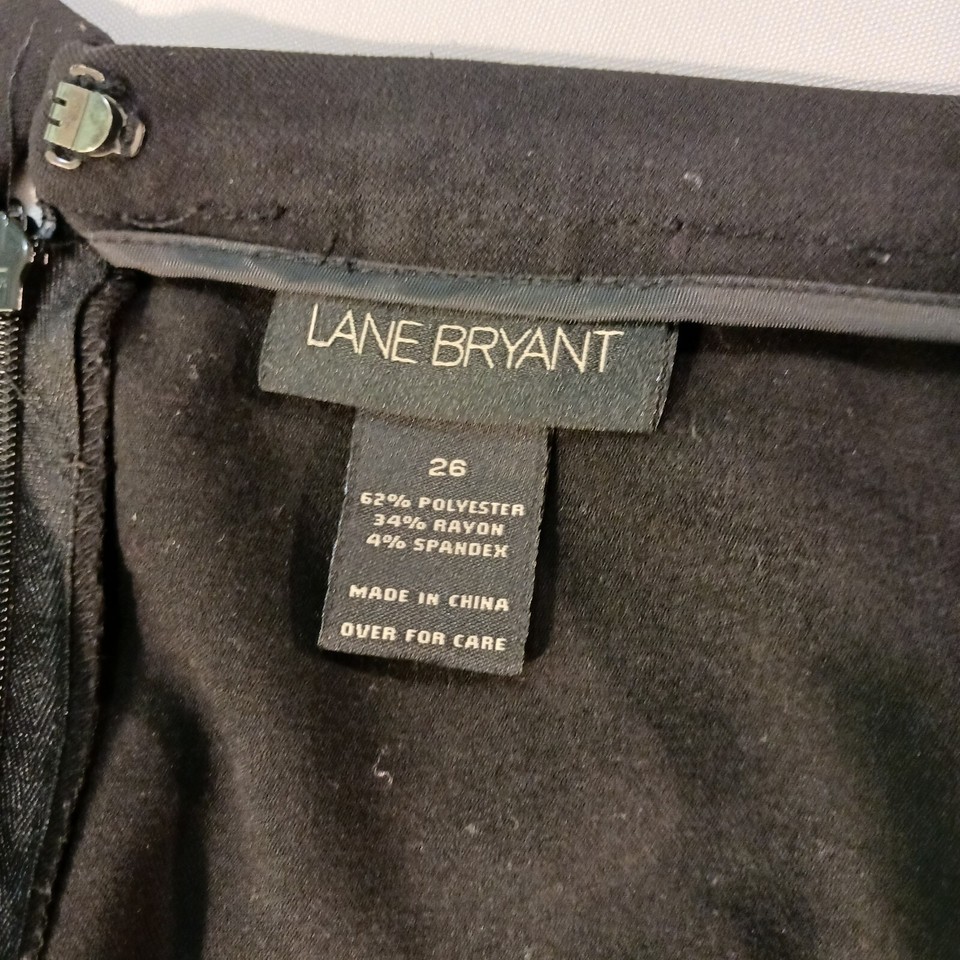 LANE BRYANT
26
62% POLYESTER
34% RAYON
4% SPANDEX
MADE IN CHINA
OVER FOR CARE